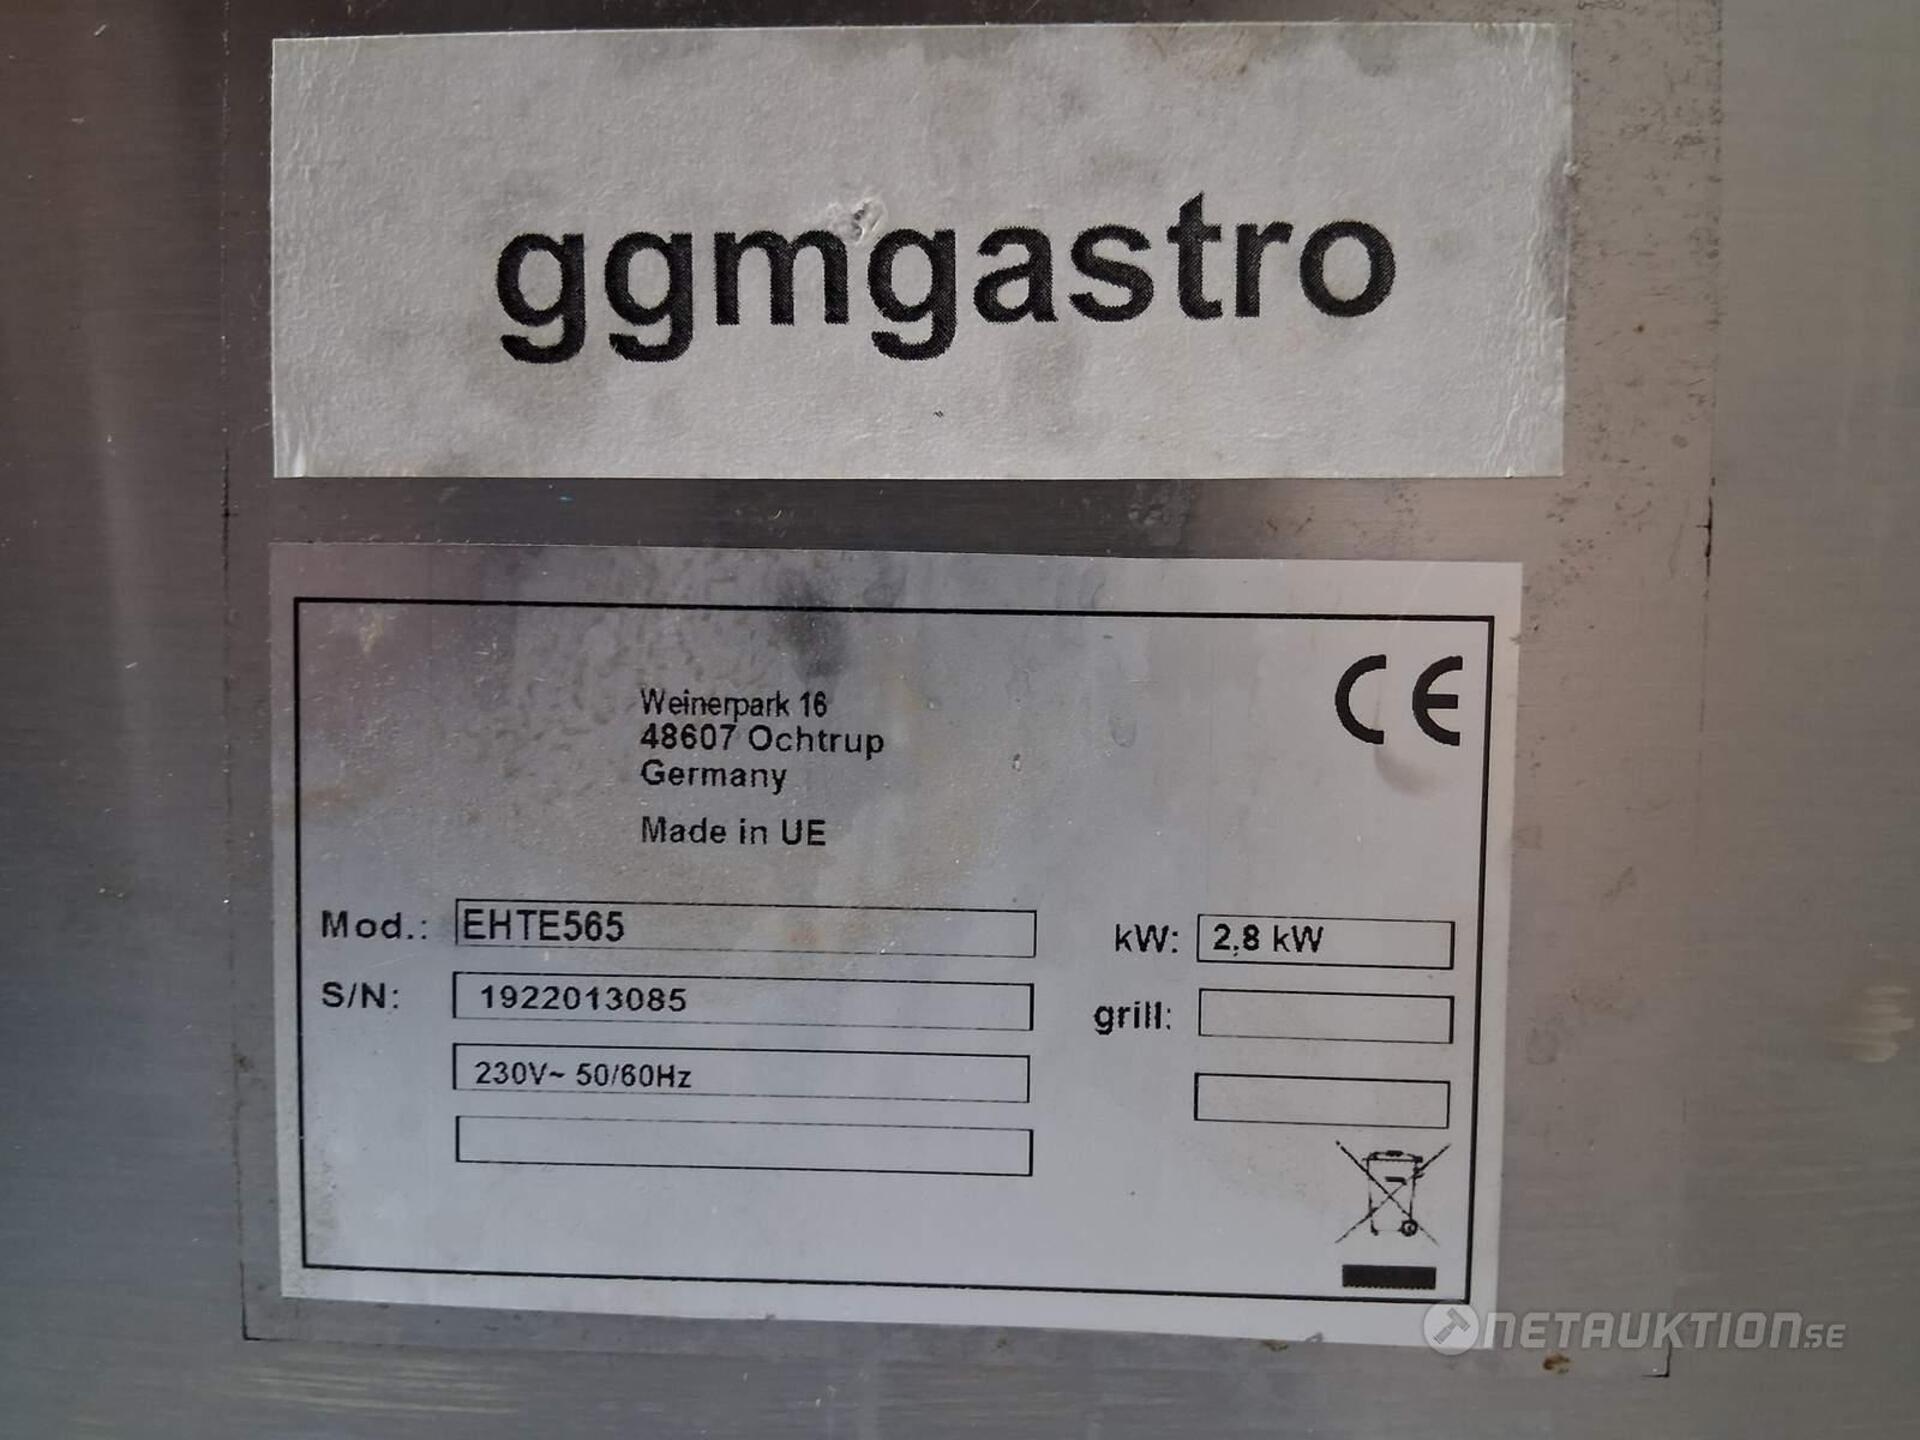 ggmgastro
Weinerpark 16
48607 Ochtrup
Germany
Made in UE
CE
Mod.: EHTE565
kW: 2,8 kW
S/N: 1922013085
grill:
230V~ 50/60Hz
NETAUKTION.SE